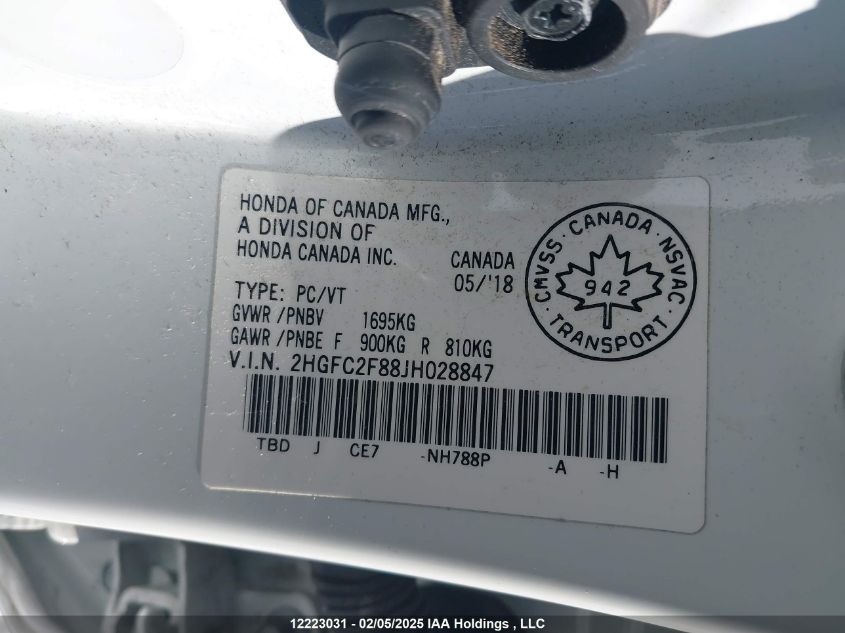 HONDA OF CANADA MFG.,
A DIVISION OF
HONDA CANADA INC.
CANADA
05/'18
TYPE: PC/VT
GVWR /PNBV 1695KG
GAWR /PNBE F 900KG R 810KG
V.I.N. 2HGFC2F88JH028847
TBD J CE7 -NH788P -A -H
CMVSS · CANADA · NSVAC
942
· TRANSPORT ·
12223031 - 02/05/2025 IAA Holdings , LLC